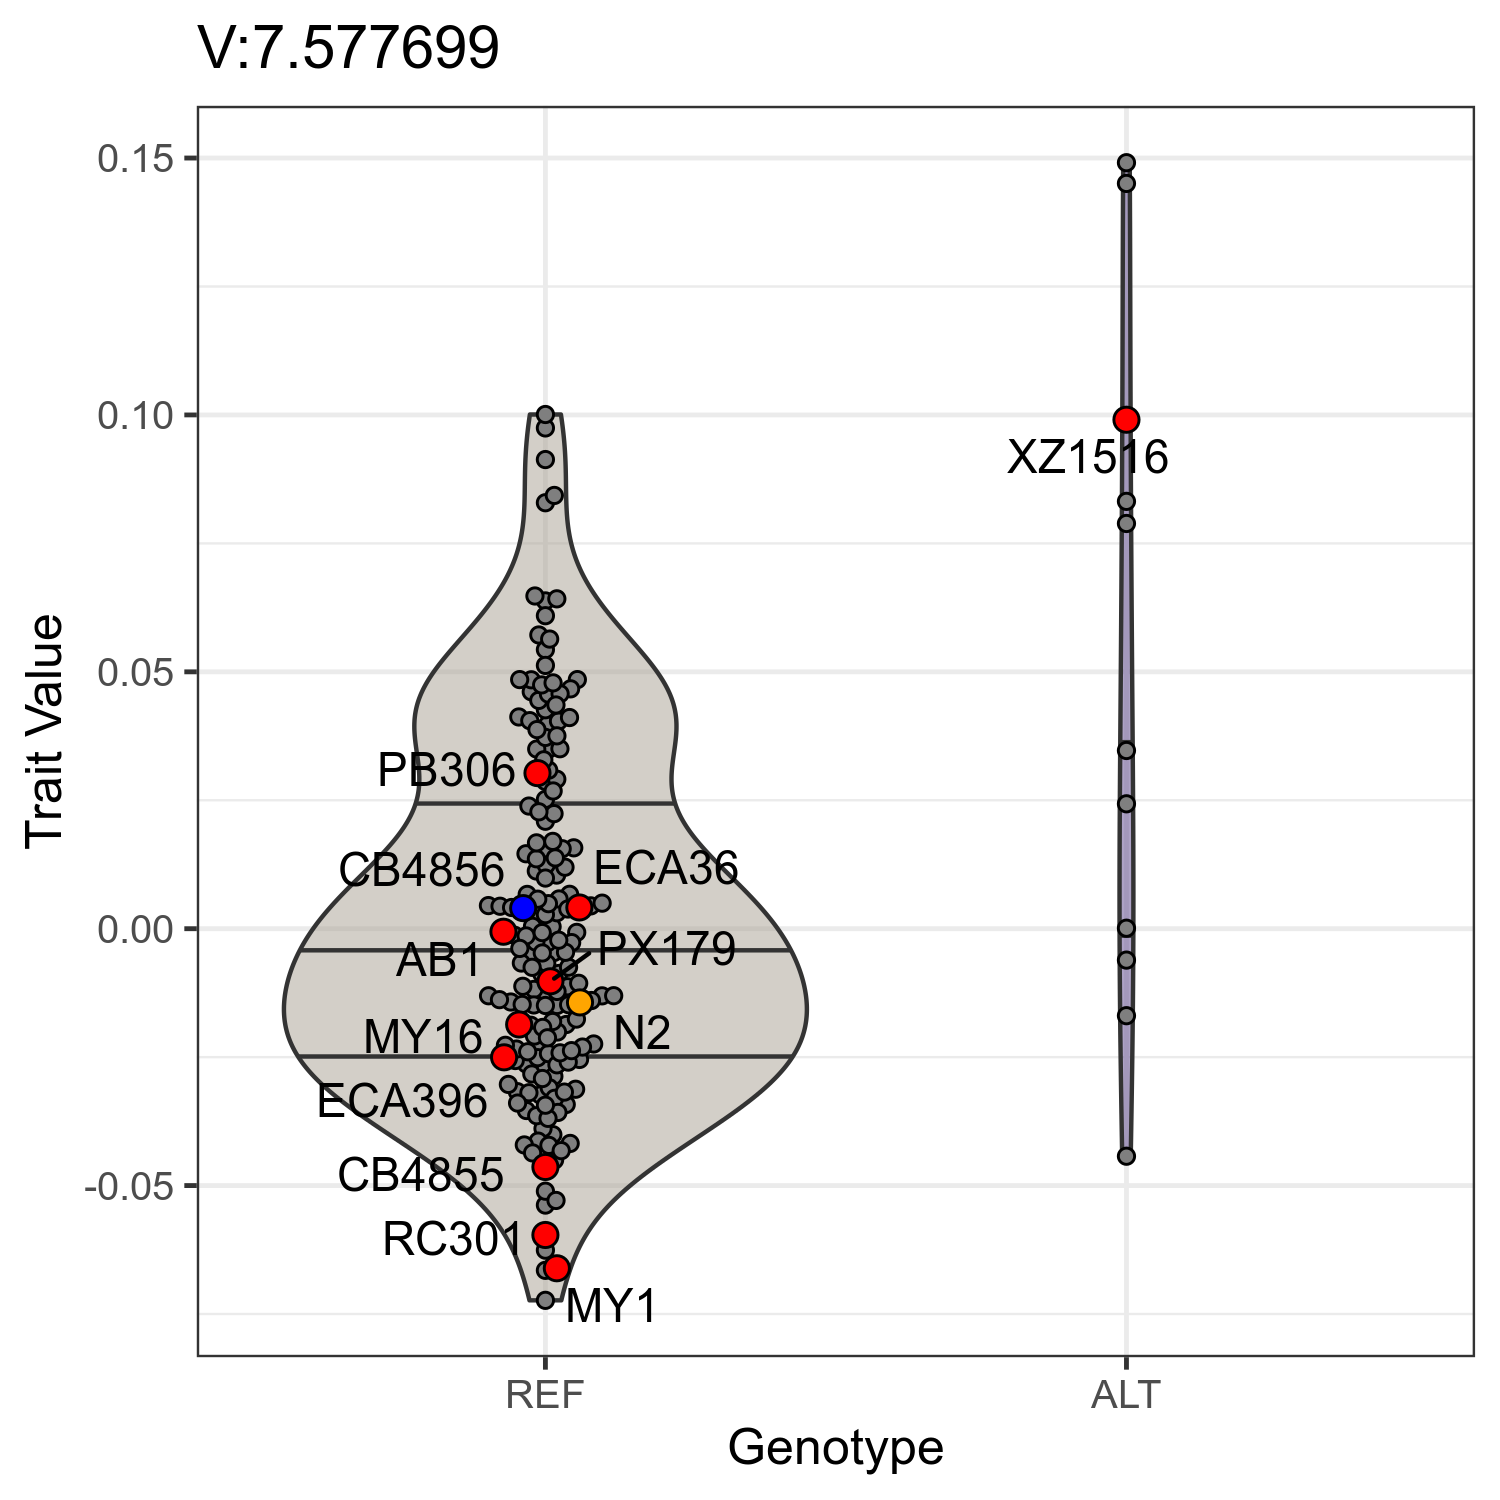 V:7.577699
0.15
0.10
0.05
0.00
-0.05
Trait Value
XZ1516
PB306
CB4856
ECA36
AB1
PX179
MY16
N2
ECA396
CB4855
RC301
MY1
REF
ALT
Genotype